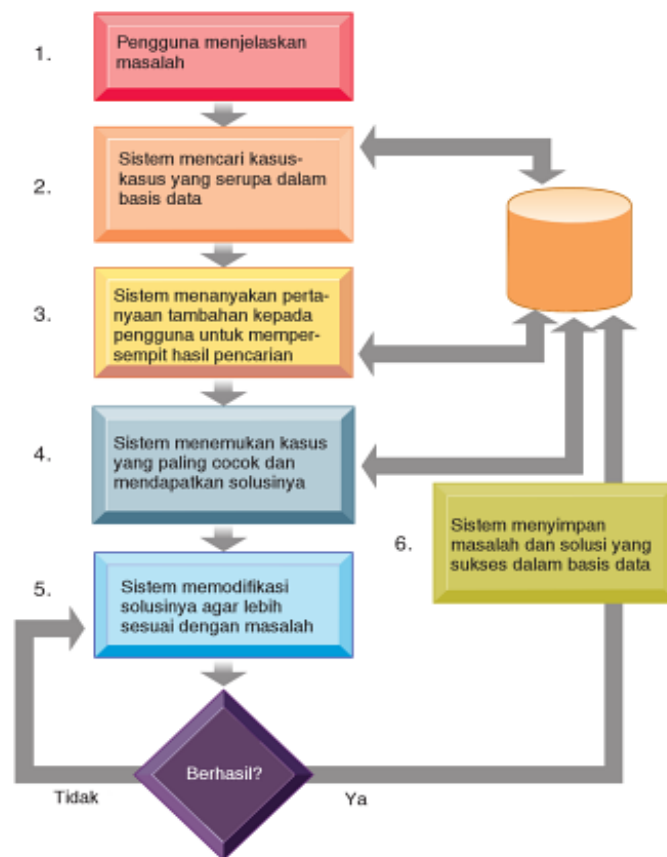 1.
Pengguna menjelaskan
masalah
2.
Sistem mencari kasus-
kasus yang serupa dalam
basis data
3.
Sistem menanyakan perta-
nyaan tambahan kepada
pengguna untuk memper-
sempit hasil pencarian
4.
Sistem menemukan kasus
yang paling cocok dan
mendapatkan solusinya
5.
Sistem memodifikasi
solusinya agar lebih
sesuai dengan masalah
6.
Sistem menyimpan
masalah dan solusi yang
sukses dalam basis data
Berhasil?
Tidak
Ya